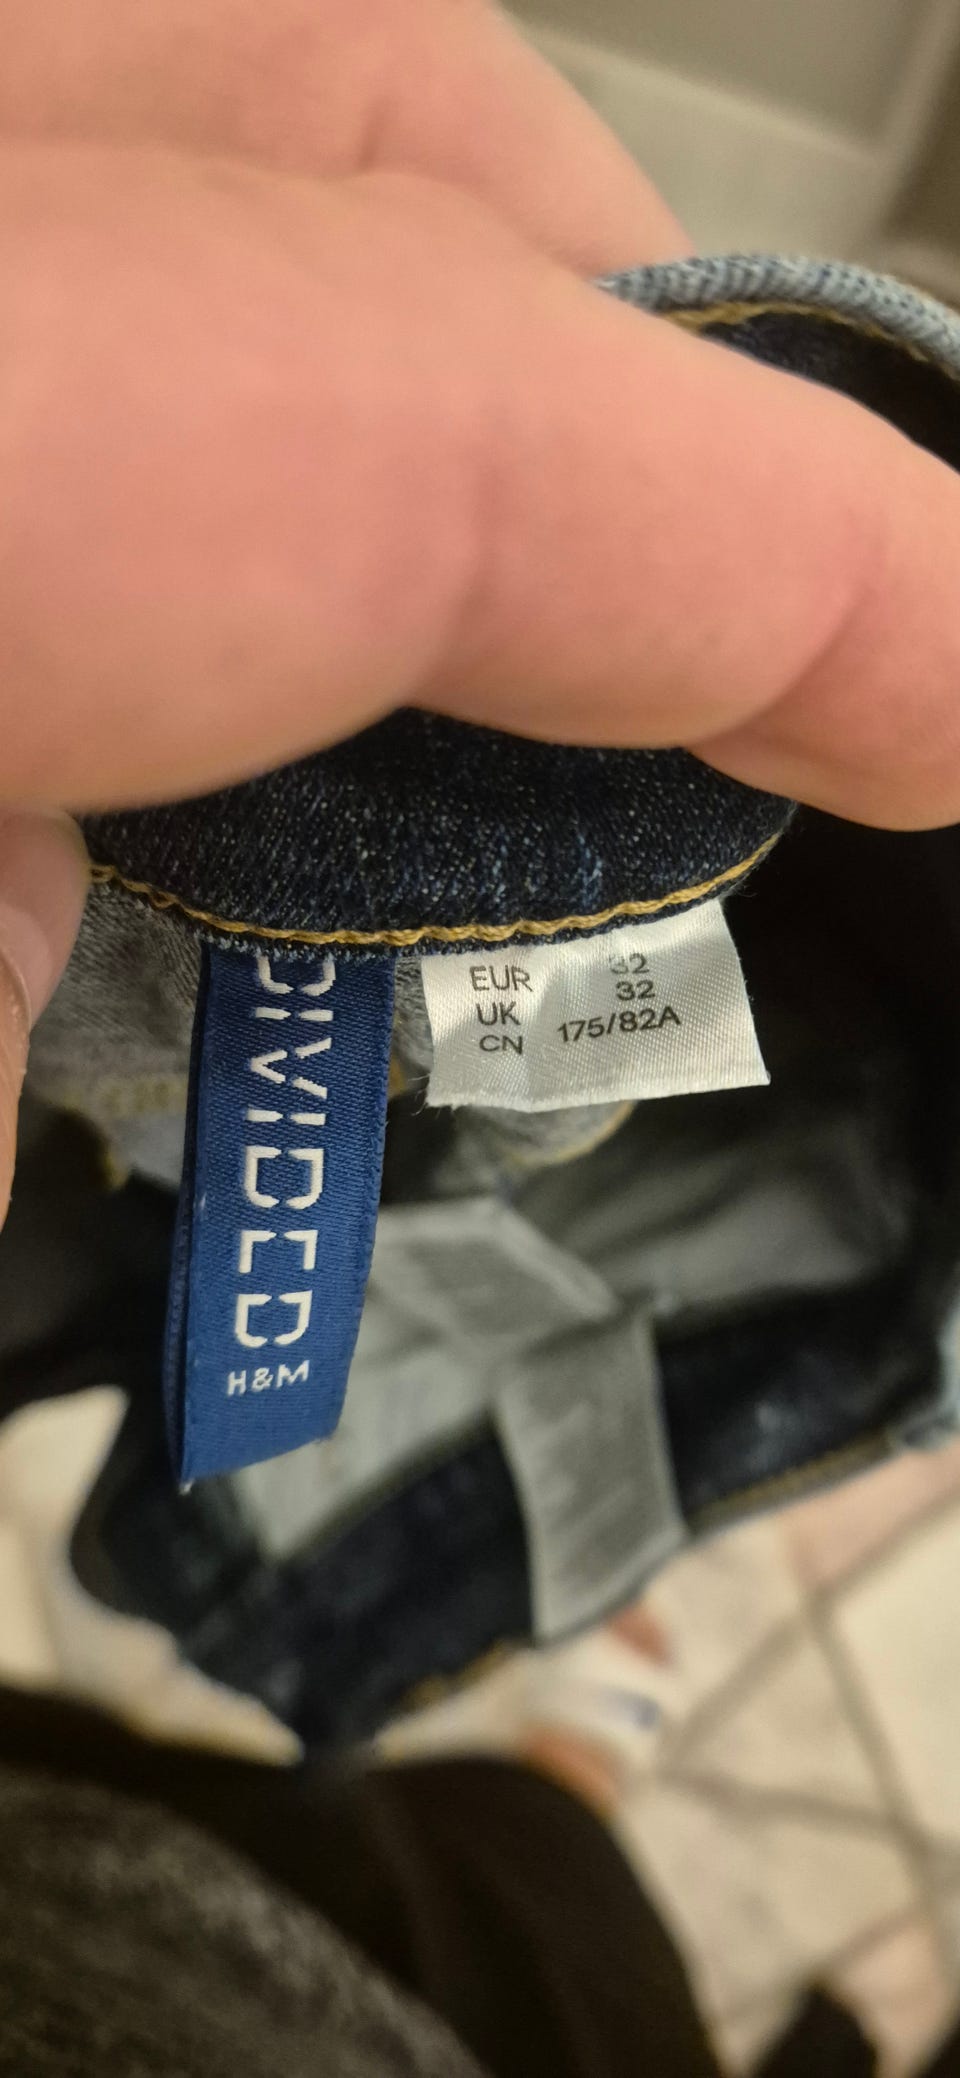 DIVIDED
H&M
EUR 32
UK 32
CN 175/82A